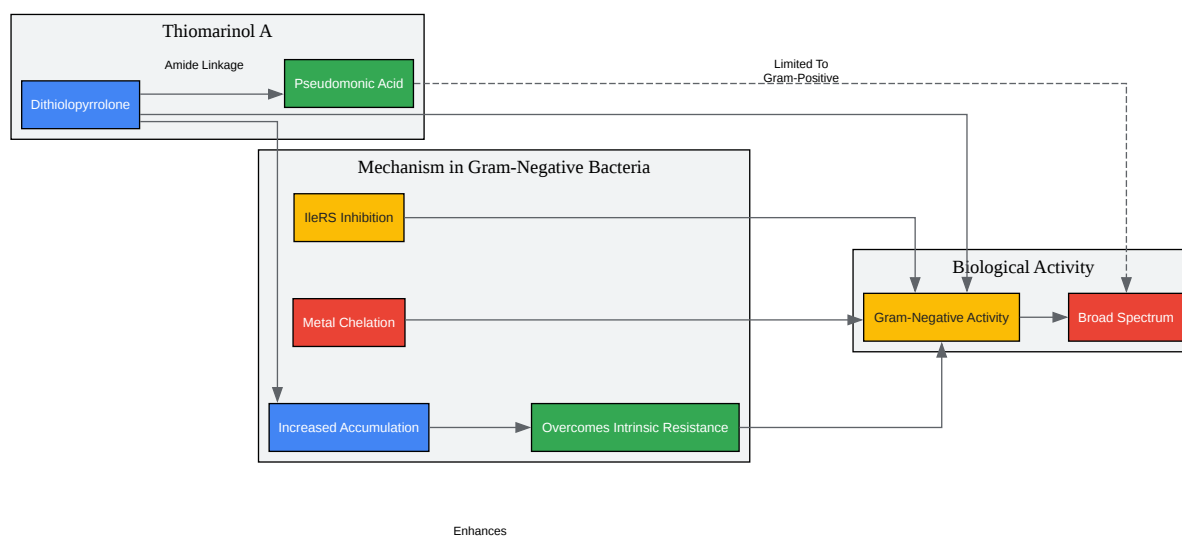 Thiomarinol A
Amide Linkage
Dithiolopyrrolone
Pseudomonic Acid
Limited To
Gram-Positive
Mechanism in Gram-Negative Bacteria
IleRS Inhibition
Metal Chelation
Increased Accumulation
Overcomes Intrinsic Resistance
Biological Activity
Gram-Negative Activity
Broad Spectrum
Enhances